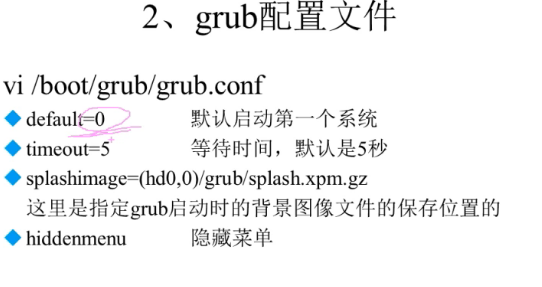 2、grub配置文件
vi /boot/grub/grub.conf
default=0 默认启动第一个系统
timeout=5 等待时间，默认是5秒
splashimage=(hd0,0)/grub/splash.xpm.gz
这里是指定grub启动时的背景图像文件的保存位置的
hiddenmenu 隐藏菜单